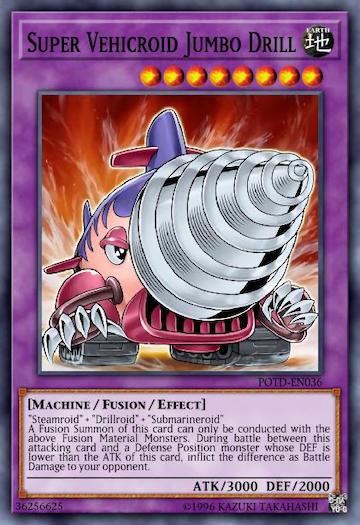 SUPER VEHICROID JUMBO DRILL
EARTH
地
POTD-EN036
[MACHINE / FUSION / EFFECT]
"Steamroid" + "Drillroid" + "Submarineroid"
A Fusion Summon of this card can only be conducted with the
above Fusion Material Monsters. During battle between this
attacking card and a Defense Position monster whose DEF is
lower than the ATK of this card, inflict the difference as Battle
Damage to your opponent.
ATK/3000 DEF/2000
36256625
©1996 KAZUKI TAKAHASHI